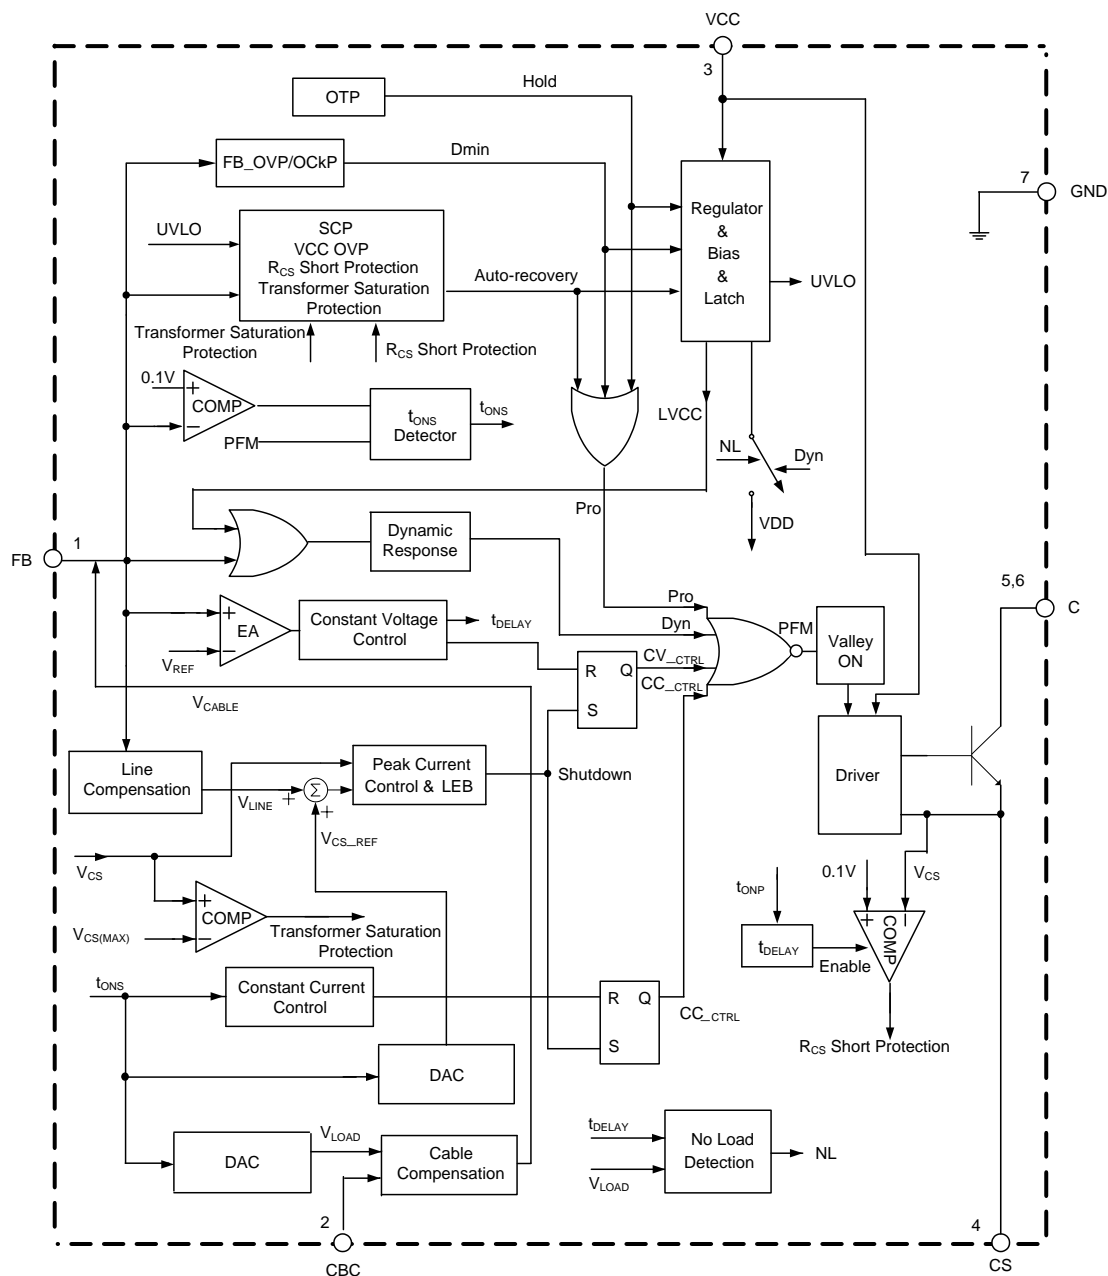 VCC
3
OTP
Hold
FB_OVP/OCkP
Dmin
7
GND
UVLO
SCP
VCC OVP
RCS Short Protection
Transformer Saturation
Protection
Auto-recovery
Regulator
&
Bias
&
Latch
UVLO
Transformer Saturation
Protection
RCS Short Protection
0.1V
+
COMP
−
PFM
tONS
Detector
tONS
LVCC
NL
Dyn
VDD
Pro
FB
1
Dynamic
Response
5,6
C
+
EA
−
VREF
Constant Voltage
Control
tDELAY
Pro
Dyn
CV_CTRL
CC_CTRL
PFM
Valley
ON
R
Q
S
VCABLE
Line
Compensation
VLINE
+
Σ
+
VCS_REF
Peak Current
Control & LEB
Shutdown
Driver
VCS
+
COMP
−
VCS(MAX)
Transformer Saturation
Protection
tONP
0.1V
VCS
+
−
COMP
tDELAY
Enable
RCS Short Protection
tONS
Constant Current
Control
R
Q
S
CC_CTRL
DAC
DAC
VLOAD
Cable
Compensation
tDELAY
VLOAD
No Load
Detection
NL
2
CBC
4
CS